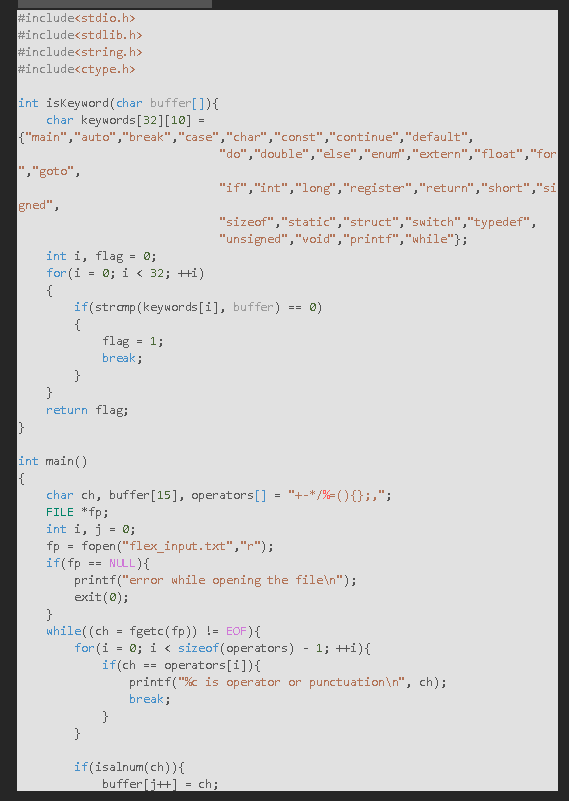 #include<stdio.h>
#include<stdlib.h>
#include<string.h>
#include<ctype.h>

int isKeyword(char buffer[]){
    char keywords[32][10] =
{"main","auto","break","case","char","const","continue","default",
                             "do","double","else","enum","extern","float","for
","goto",
                             "if","int","long","register","return","short","si
gned",
                             "sizeof","static","struct","switch","typedef",
                             "unsigned","void","printf","while"};
    int i, flag = 0;
    for(i = 0; i < 32; ++i)
    {
        if(strcmp(keywords[i], buffer) == 0)
        {
            flag = 1;
            break;
        }
    }
    return flag;
}

int main()
{
    char ch, buffer[15], operators[] = "+-*/%=(){};,";
    FILE *fp;
    int i, j = 0;
    fp = fopen("flex_input.txt","r");
    if(fp == NULL){
        printf("error while opening the file\n");
        exit(0);
    }
    while((ch = fgetc(fp)) != EOF){
        for(i = 0; i < sizeof(operators) - 1; ++i){
            if(ch == operators[i]){
                printf("%c is operator or punctuation\n", ch);
                break;
            }
        }

        if(isalnum(ch)){
            buffer[j++] = ch;